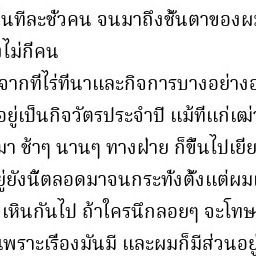 นทีละชั่วคน จนมาถึงชั้นตาของผม
ไม่กี่คน
จากที่ไร่ที่นาและกิจการบางอย่าง
อยู่เป็นกิจวัตรประจำปี แม้ที่แก่เฒ่า
มา ช้าๆ นานๆ ทางฝ่าย ก็ขึ้นไปเยี่ย
ยู่ยังนี้ตลอดมาจนกระทั่งตั้งแต่ผม
เหินกันไป ถ้าใครนึกลอยๆ จะโทษ
เพราะเรื่องมันมี และผมก็มีส่วนอยู่